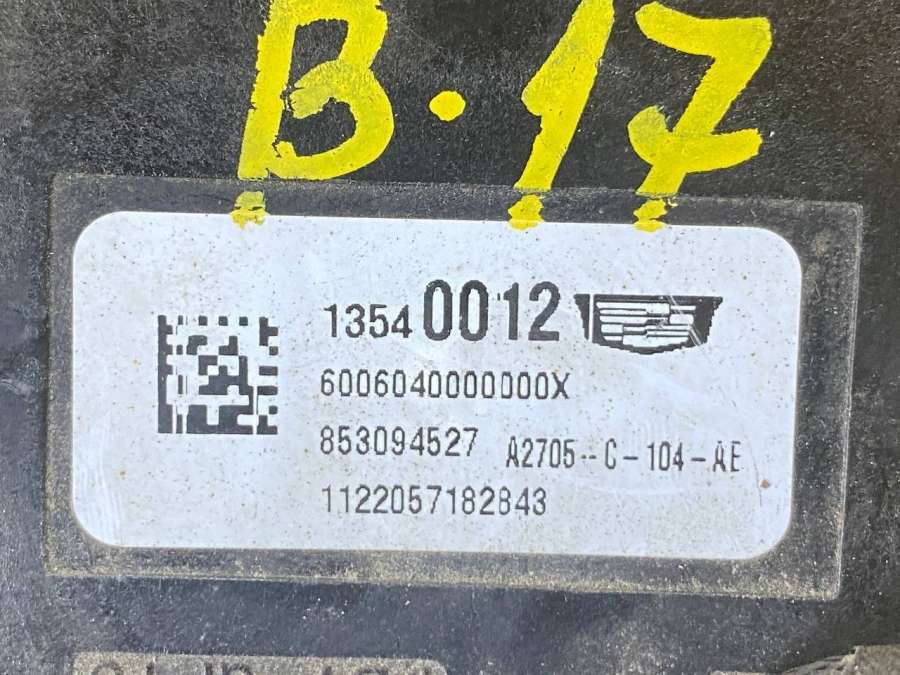 B.17
13540012
6006040000000X
853094527 A2705--C-104-AE
1122057182843